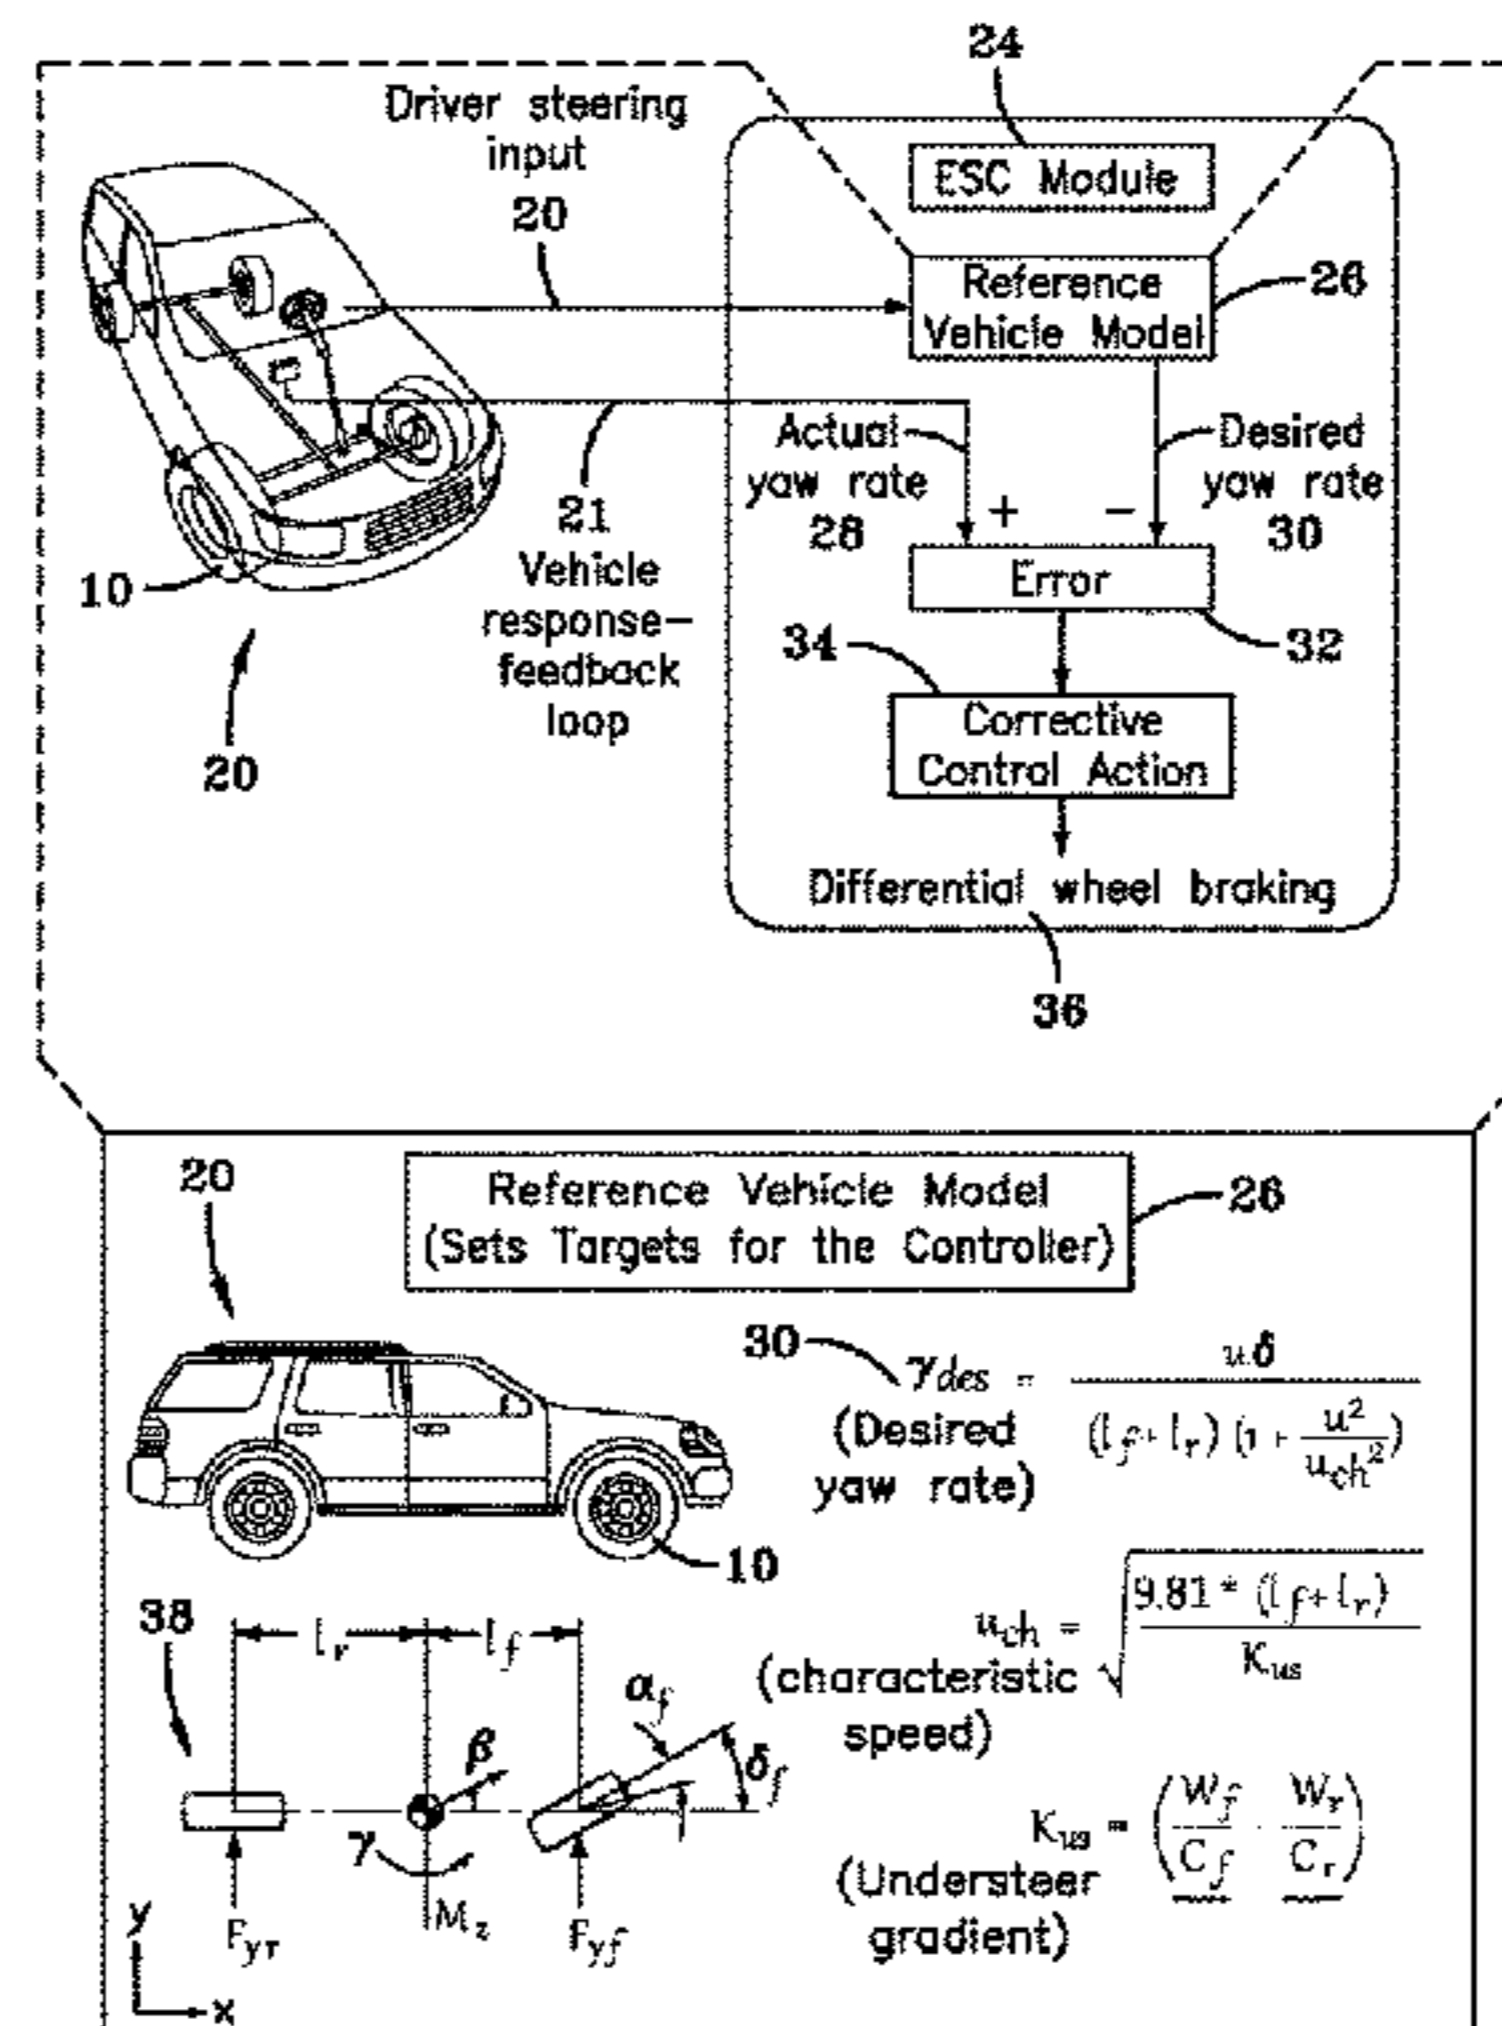 24
Driver steering
input
20
ESC Module
Reference
Vehicle Model
26
Actual
yaw rate
28
Desired
yaw rate
30
+
−
21
Vehicle
response−
feedback
loop
10
20
Error
32
34
Corrective
Control Action
Differential wheel braking
36
20
Reference Vehicle Model
(Sets Targets for the Controller)
26
30
γdes = uδ / (lf + lr) (1 + u² / uch²)
(Desired
yaw rate)
10
38
lr
lf
uch = √ 9.81 * (lf + lr) / Kus
(characteristic
speed)
αf
β
δf
γ
Kus = (Wf / Cf - Wr / Cr)
(Understeer
gradient)
Mz
Fyr
Fyf
y
x